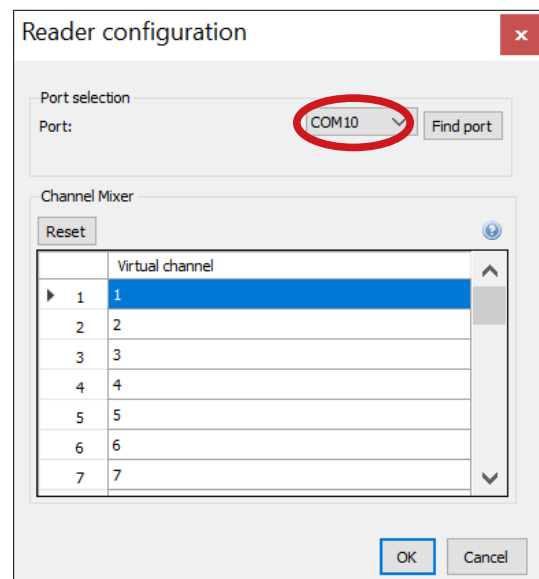 Reader configuration
Port selection
Port:
COM10
Find port
Channel Mixer
Reset
Virtual channel
1 1
2 2
3 3
4 4
5 5
6 6
7 7
OK Cancel